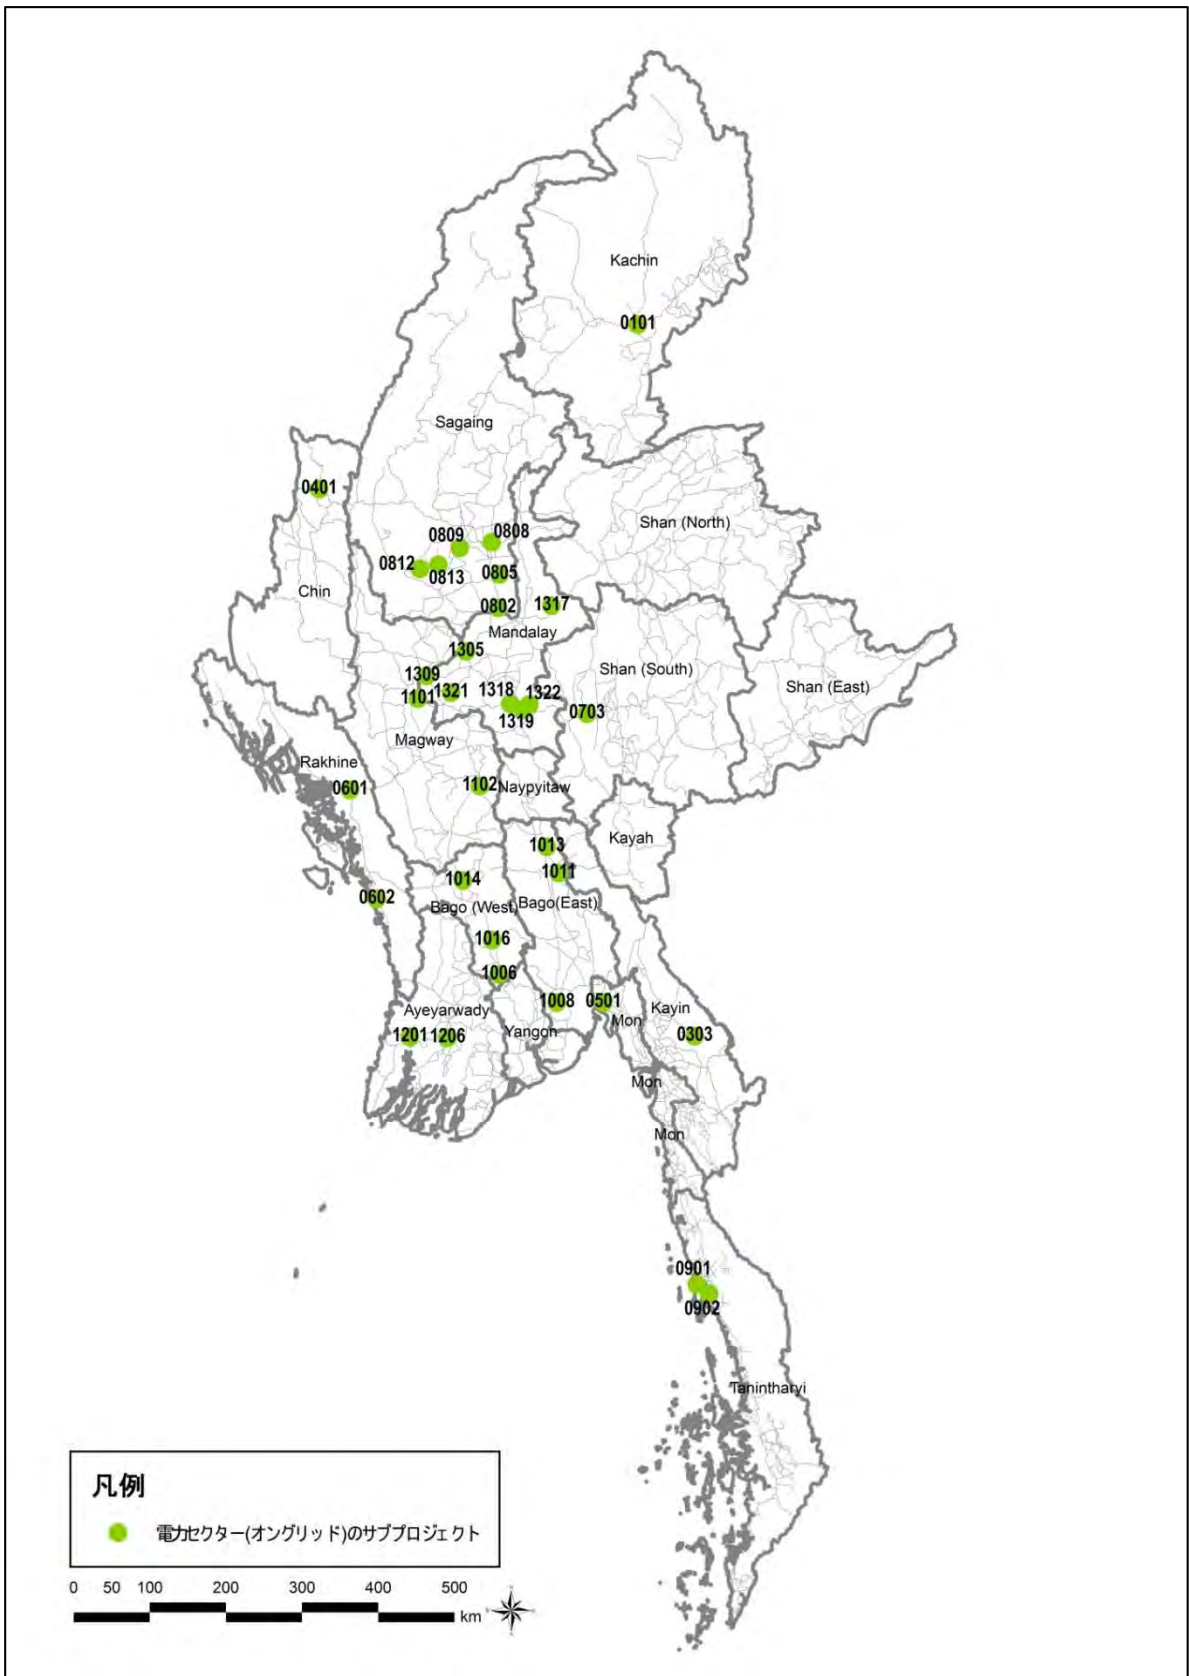 Kachin
0101
Sagaing
0401
Shan (North)
0808
0809
0812
0813
0805
Chin
1317
0802
Mandalay
1305
Shan (South)
1309
Shan (East)
1321
1101
1318
1322
0703
1319
Magway
Rakhine
0601
1102
Naypyitaw
Kayah
1013
1011
1014
0602
Bago (West)
Bago(East)
1016
1006
1008
0501
Kayin
Ayeyarwady
Mon
1201
1206
Yangon
0303
Mon
Mon
0901
0902
Tanintharyi
凡例
電力セクター(オングリッド)のサブプロジェクト
0 50 100 200 300 400 500
km